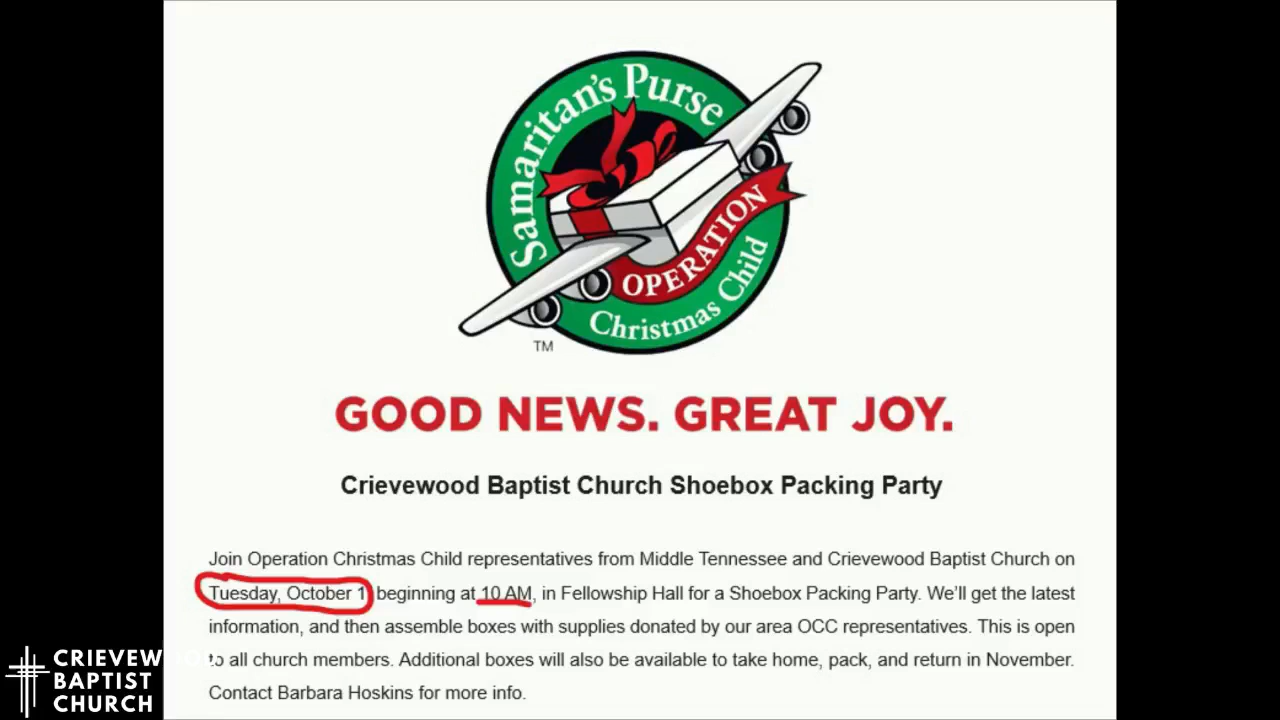 Samaritan's Purse
OPERATION
Christmas Child
TM
GOOD NEWS. GREAT JOY.
Crievewood Baptist Church Shoebox Packing Party
Join Operation Christmas Child representatives from Middle Tennessee and Crievewood Baptist Church on
Tuesday, October 1 beginning at 10 AM, in Fellowship Hall for a Shoebox Packing Party. We'll get the latest
information, and then assemble boxes with supplies donated by our area OCC representatives. This is open
to all church members. Additional boxes will also be available to take home, pack, and return in November.
Contact Barbara Hoskins for more info.
CRIEVEWOOD
BAPTIST
CHURCH